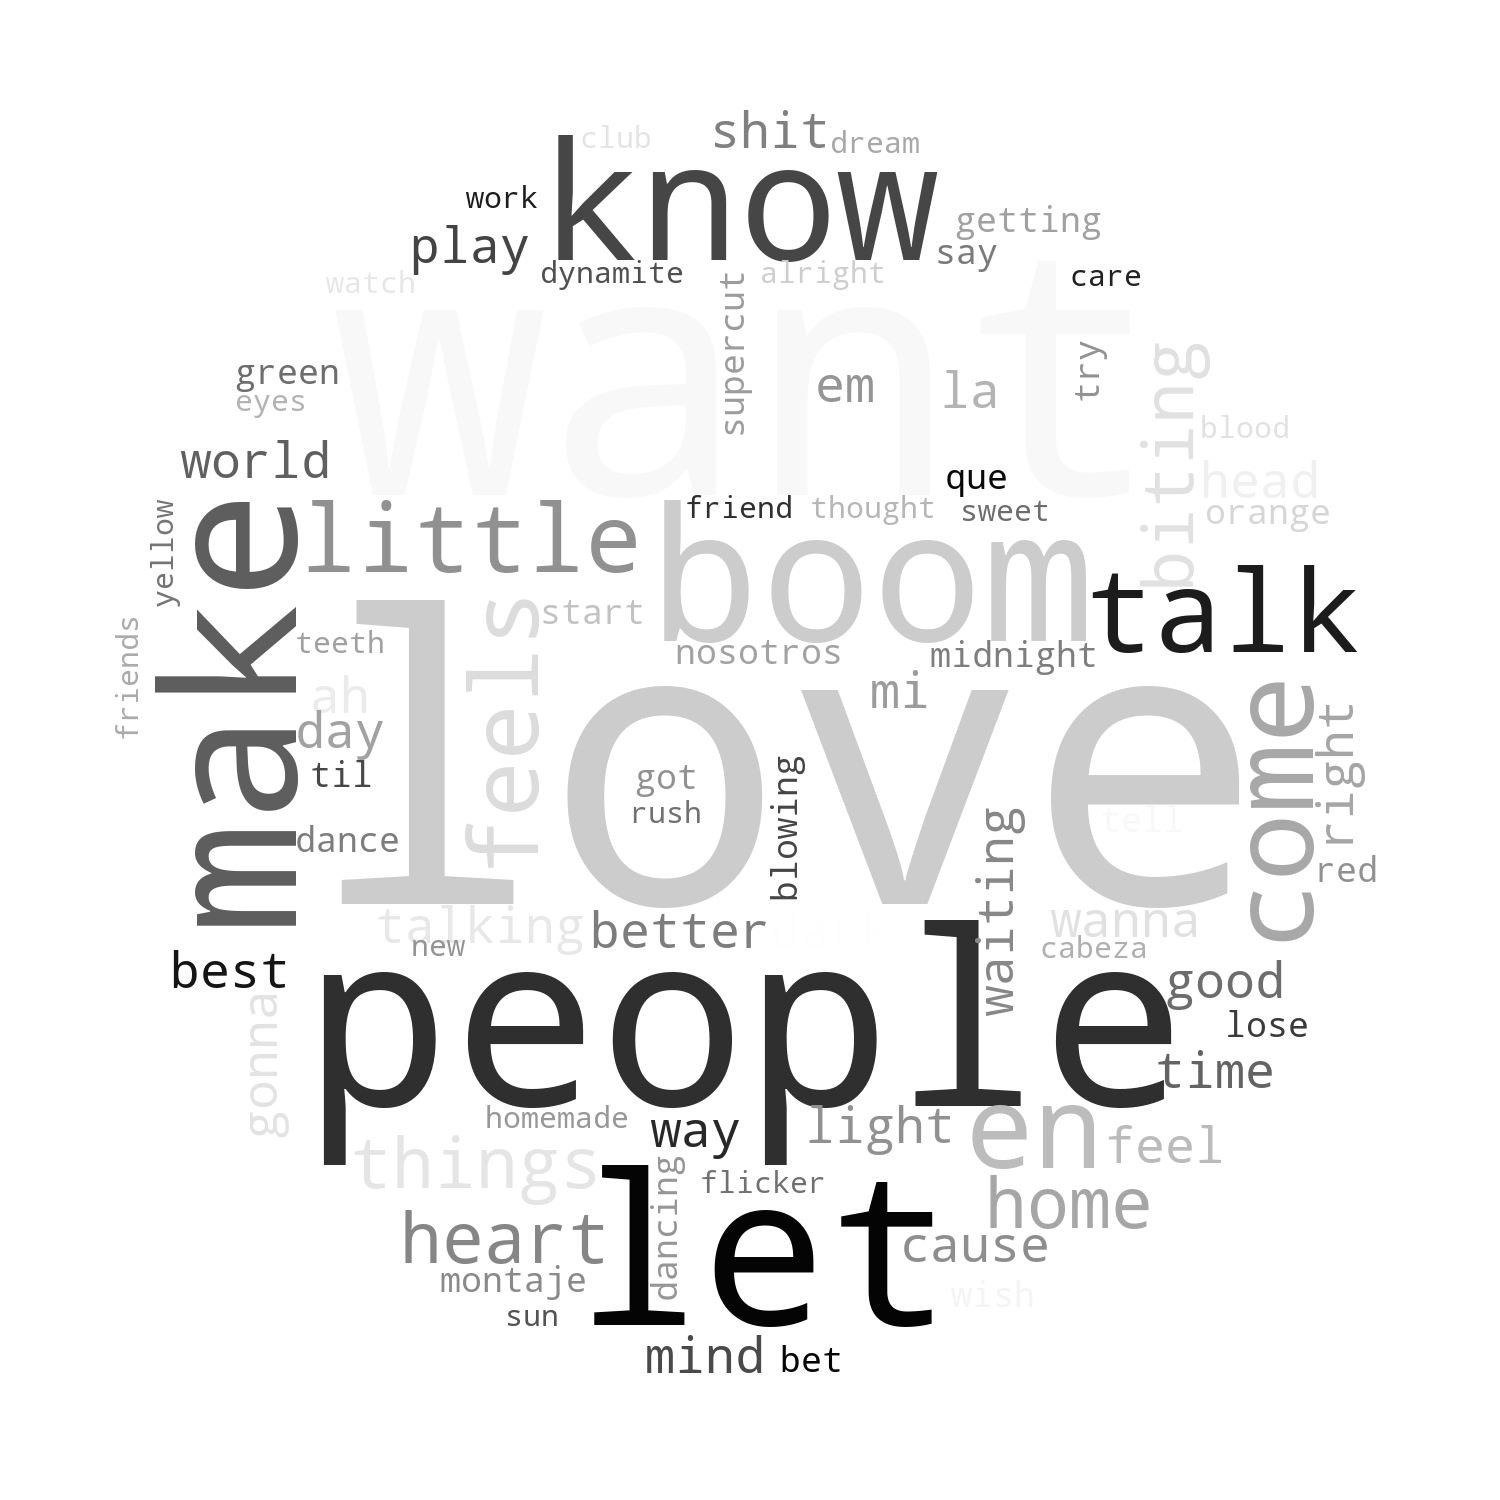 club
shit
dream
know
work
play
getting
say
dynamite
alright
care
watch
want
supercut
try
green
eyes
em
la
biting
blood
world
head
que
orange
yellow
make
little
friend
thought
sweet
boom
talk
feels
start
friends
teeth
nosotros
midnight
ah
mi
love
come
right
day
til
got
rush
blowing
tell
dance
waiting
red
talking
better
wanna
new
cabeza
best
people
good
gonna
lose
time
homemade
way
light
en
feel
things
dancing
flicker
let
home
heart
cause
montaje
wish
sun
mind
bet